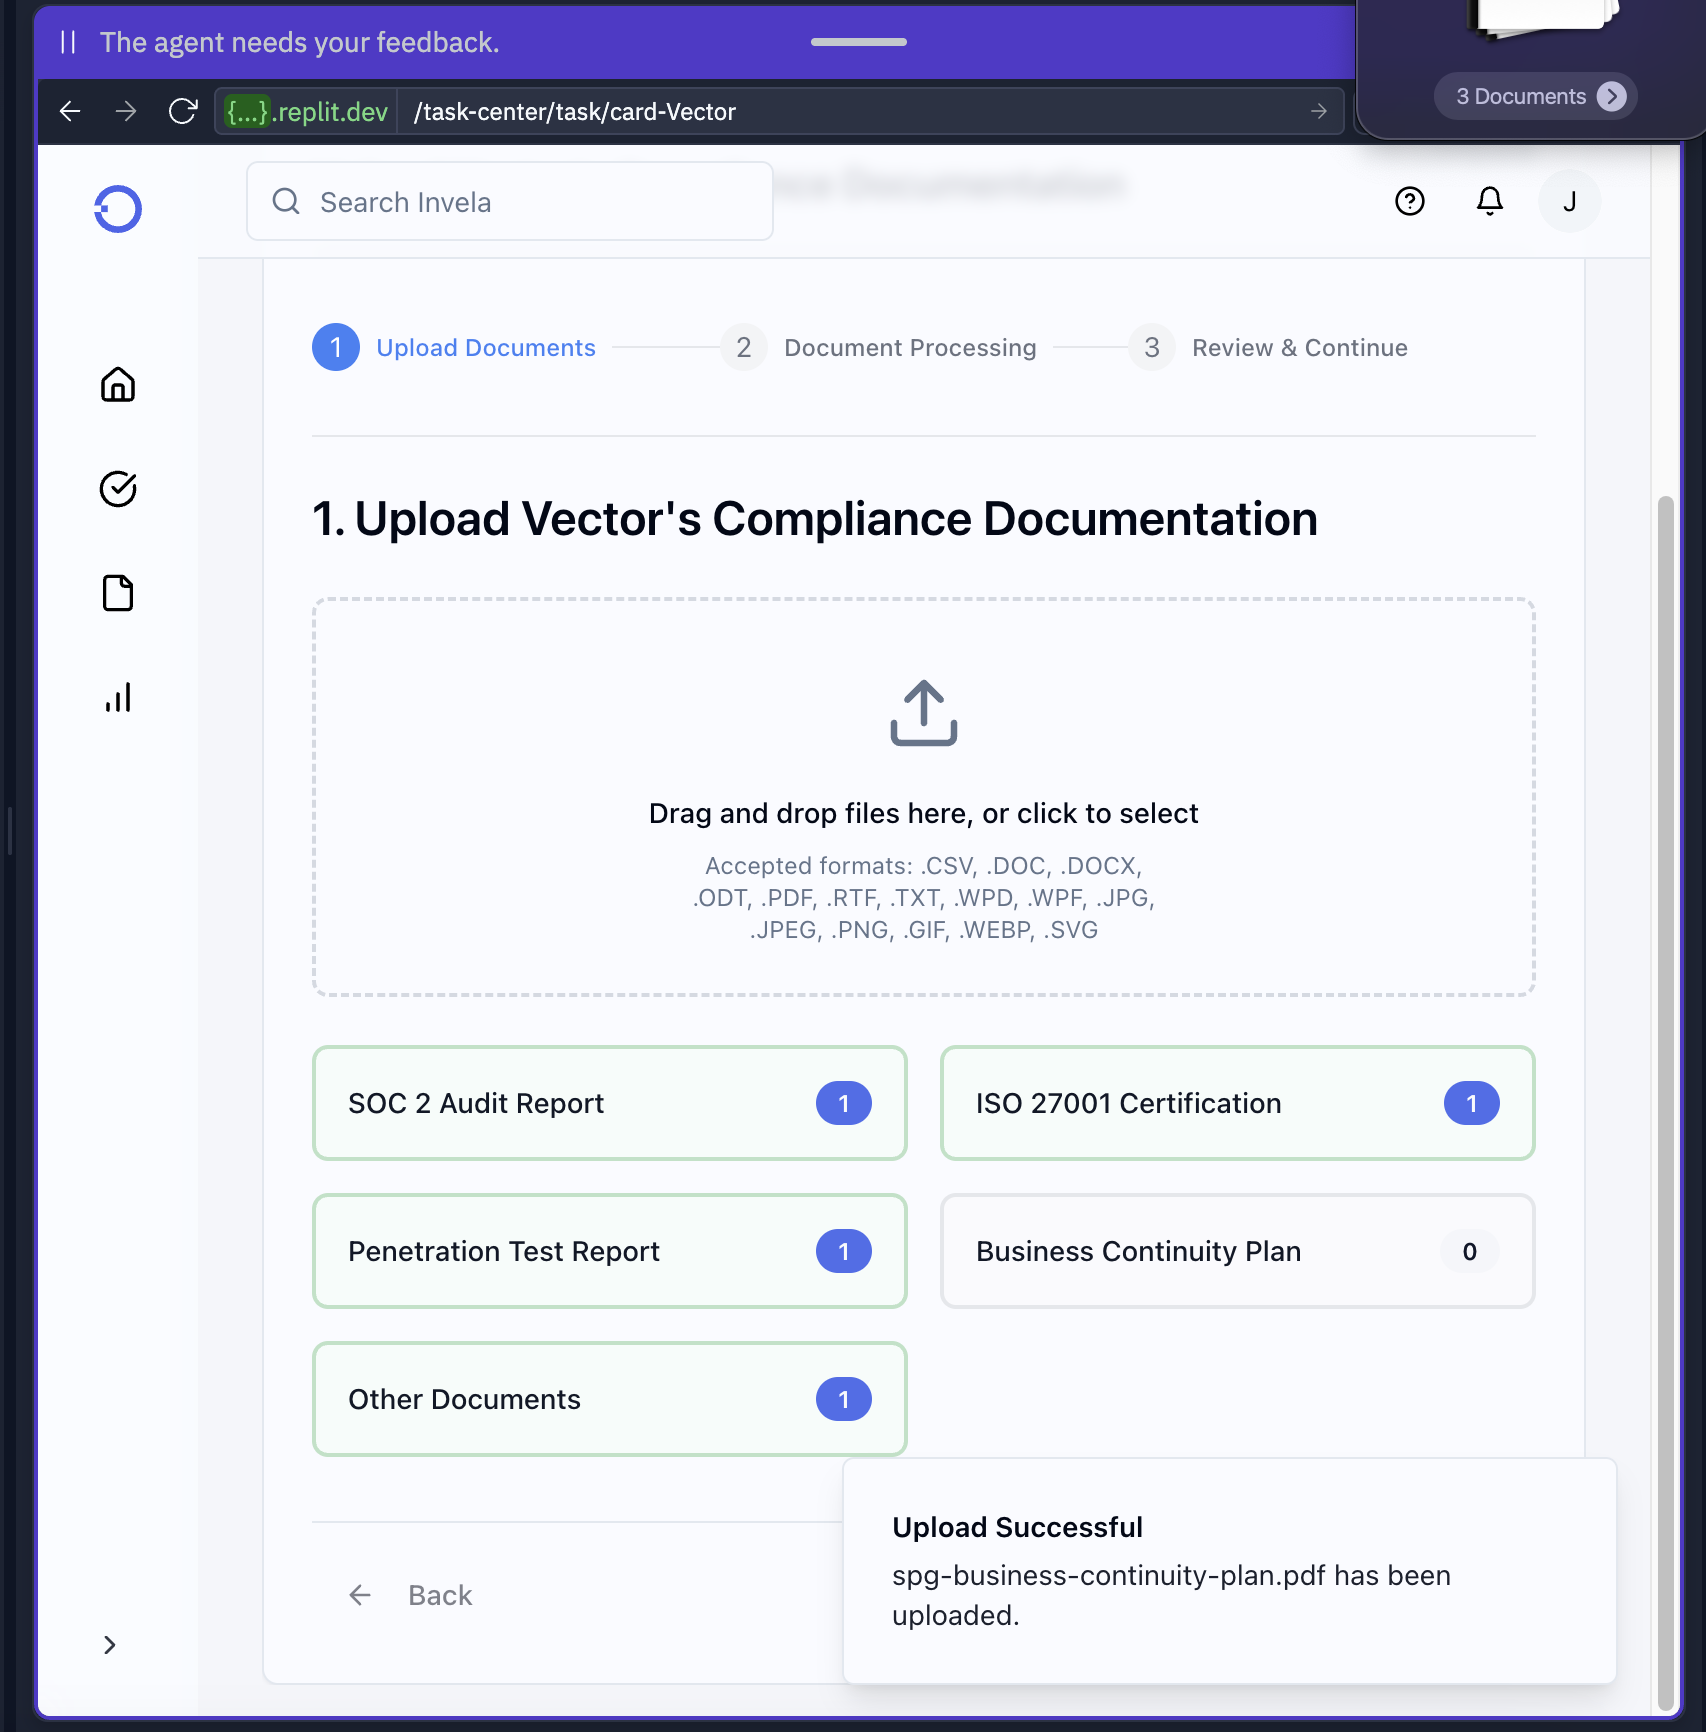 The agent needs your feedback.
3 Documents
{...}.replit.dev
/task-center/task/card-Vector
Search Invela
Documentation
J
1 Upload Documents
2 Document Processing
3 Review & Continue
1. Upload Vector's Compliance Documentation
Drag and drop files here, or click to select
Accepted formats: .CSV, .DOC, .DOCX,
.ODT, .PDF, .RTF, .TXT, .WPD, .WPF, .JPG,
.JPEG, .PNG, .GIF, .WEBP, .SVG
SOC 2 Audit Report 1
ISO 27001 Certification 1
Penetration Test Report 1
Business Continuity Plan 0
Other Documents 1
Upload Successful
spg-business-continuity-plan.pdf has been
uploaded.
Back